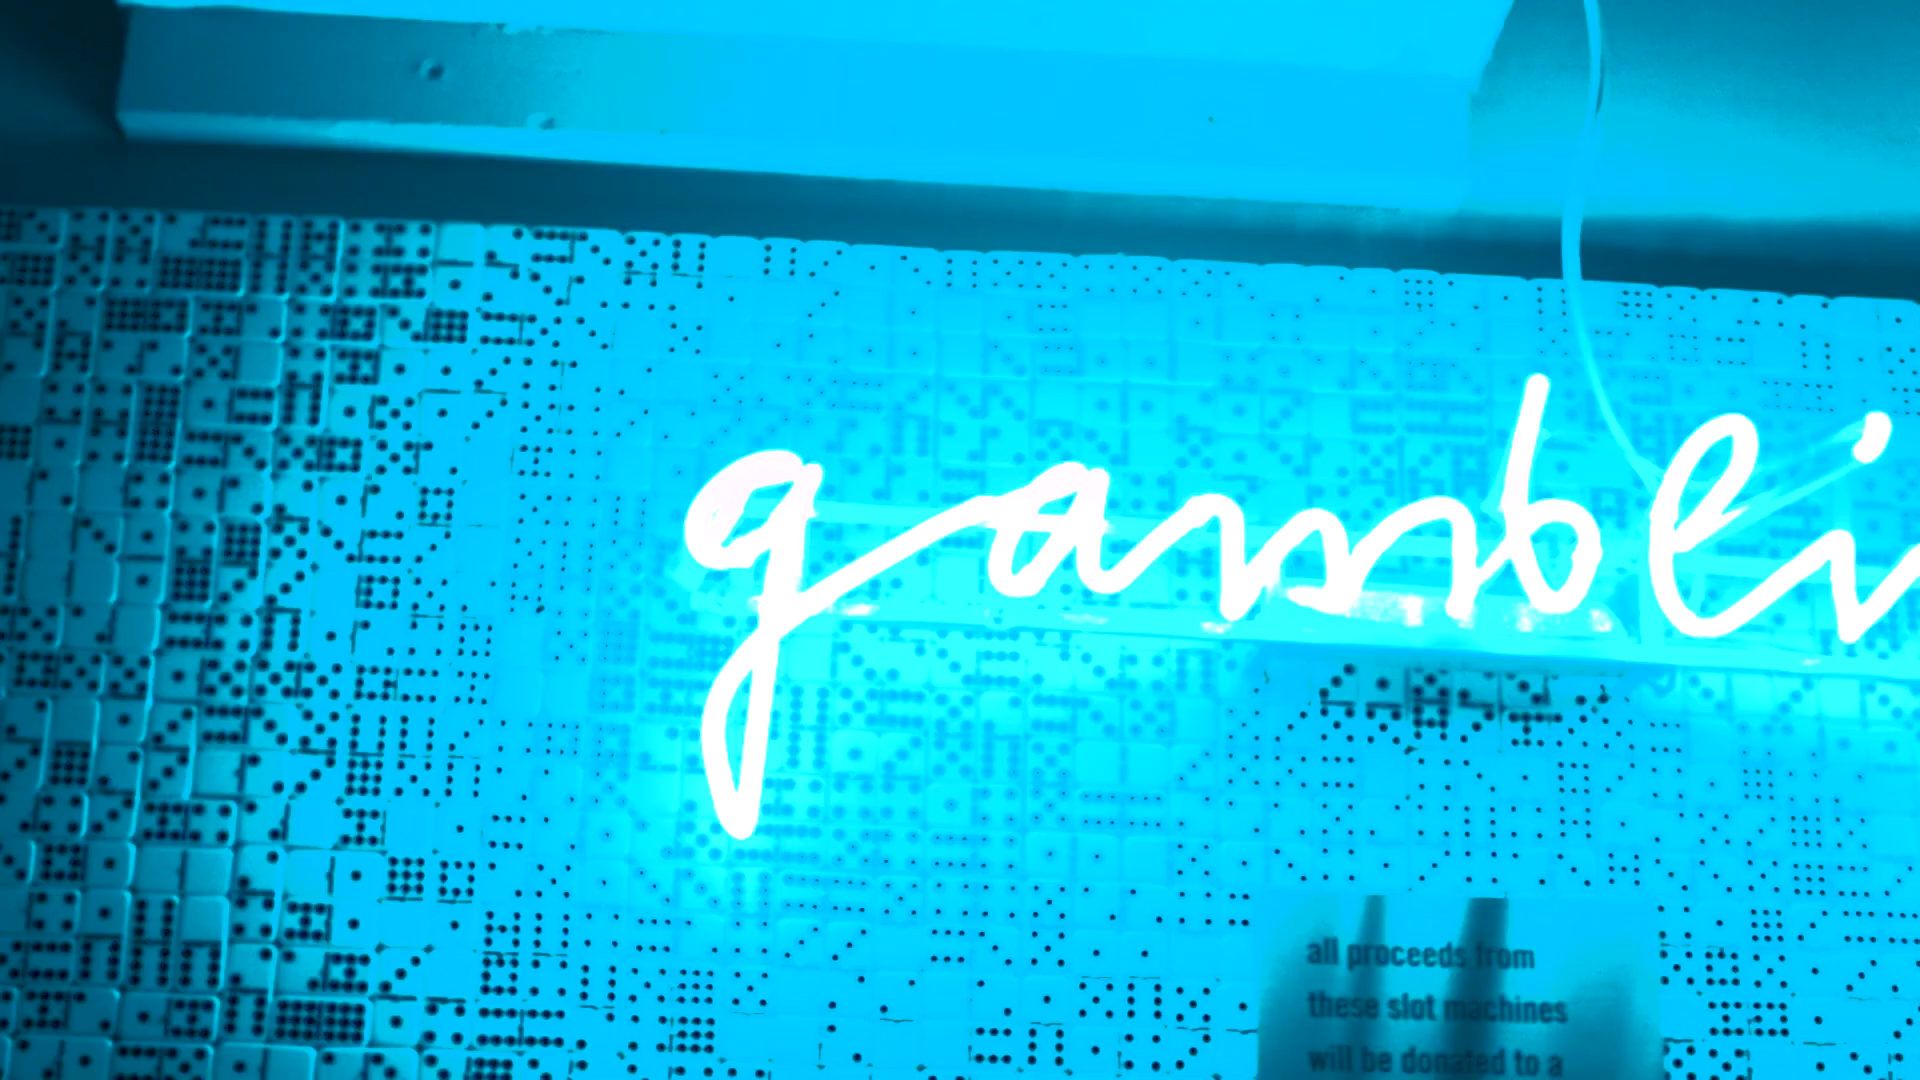 gambli
all proceeds from
these slot machines
will be donated to a